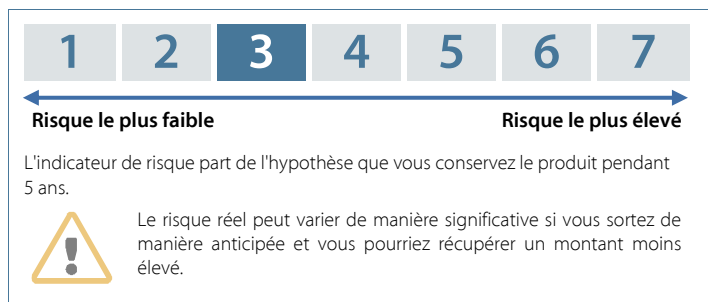 1 2 3 4 5 6 7
Risque le plus faible Risque le plus élevé
L'indicateur de risque part de l'hypothèse que vous conservez le produit pendant
5 ans.
Le risque réel peut varier de manière significative si vous sortez de
manière anticipée et vous pourriez récupérer un montant moins
élevé.